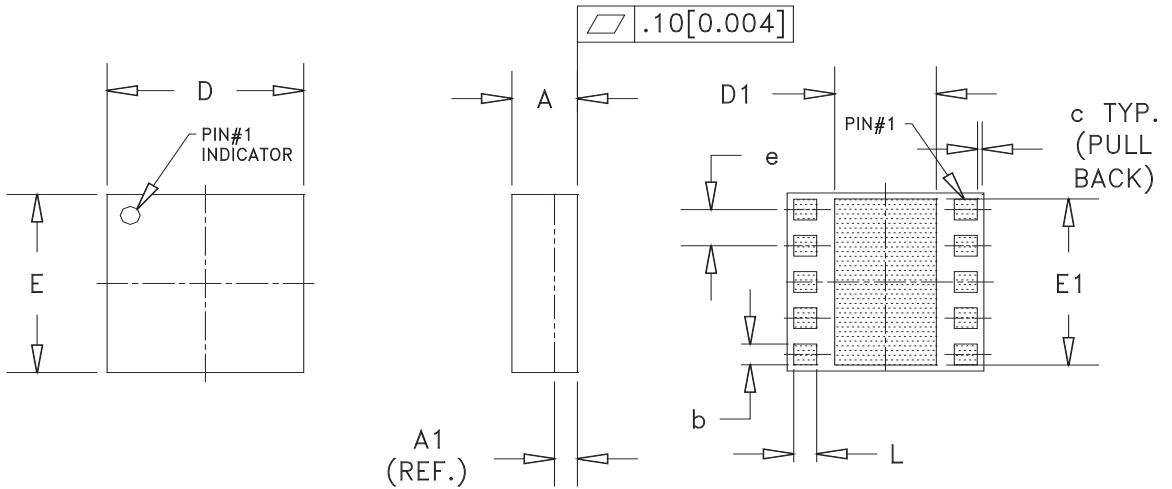 .10[0.004]
D
A
D1
c TYP.
(PULL
BACK)
PIN#1
INDICATOR
PIN#1
e
E
E1
b
A1
(REF.)
L